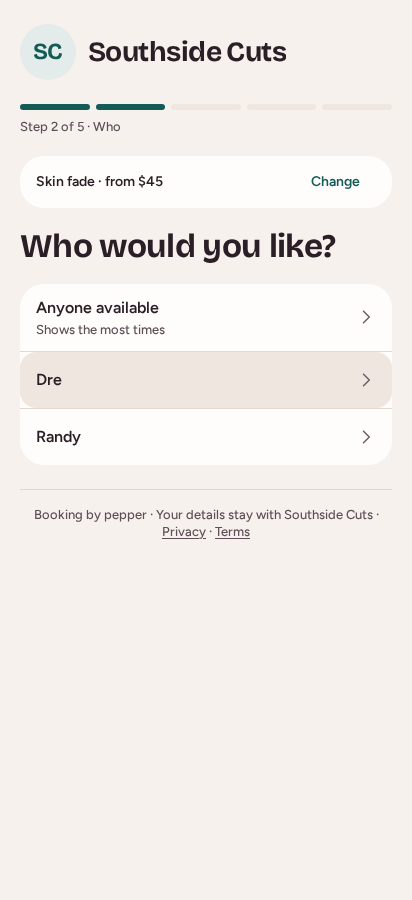 SC
Southside Cuts
Step 2 of 5 · Who
Skin fade · from $45
Change
Who would you like?
Anyone available
Shows the most times
Dre
Randy
Booking by pepper · Your details stay with Southside Cuts ·
Privacy · Terms